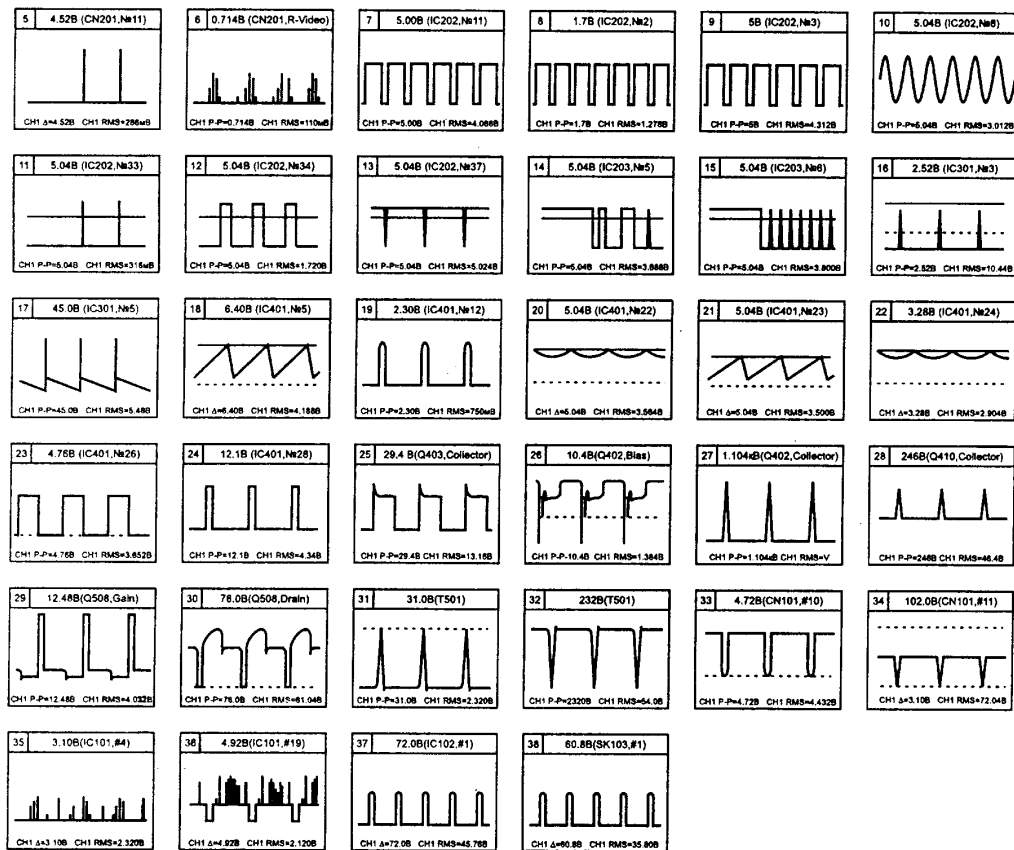 5 4.52В (CN201,№11)
CH1 Δ=4.52В CH1 RMS=286мВ
6 0.714В (CN201,R-Video)
CH1 P-P=0.714В CH1 RMS=110мВ
7 5.00В (IC202,№11)
CH1 P-P=5.00В CH1 RMS=4.086В
8 1.7В (IC202,№2)
CH1 P-P=1.7В CH1 RMS=1.278В
9 5В (IC202,№3)
CH1 P-P=5В CH1 RMS=4.312В
10 5.04В (IC202,№6)
CH1 P-P=5.04В CH1 RMS=3.012В
11 5.04В (IC202,№33)
CH1 P-P=5.04В CH1 RMS=316мВ
12 5.04В (IC202,№34)
CH1 P-P=5.04В CH1 RMS=1.720В
13 5.04В (IC202,№37)
CH1 P-P=5.04В CH1 RMS=5.024В
14 5.04В (IC203,№5)
CH1 P-P=5.04В CH1 RMS=3.888В
15 5.04В (IC203,№6)
CH1 P-P=5.04В CH1 RMS=3.800В
16 2.52В (IC301,№3)
CH1 P-P=2.52В CH1 RMS=10.44В
17 45.0В (IC301,№5)
CH1 P-P=45.0В CH1 RMS=5.48В
18 6.40В (IC401,№5)
CH1 Δ=6.40В CH1 RMS=4.188В
19 2.30В (IC401,№12)
CH1 P-P=2.30В CH1 RMS=750мВ
20 5.04В (IC401,№22)
CH1 Δ=5.04В CH1 RMS=3.564В
21 5.04В (IC401,№23)
CH1 Δ=5.04В CH1 RMS=3.500В
22 3.28В (IC401,№24)
CH1 Δ=3.28В CH1 RMS=2.904В
23 4.76В (IC401,№26)
CH1 P-P=4.76В CH1 RMS=3.652В
24 12.1В (IC401,№28)
CH1 P-P=12.1В CH1 RMS=4.34В
25 29.4 В(Q403,Collector)
CH1 P-P=29.4В CH1 RMS=13.16В
26 10.4В(Q402,Bias)
CH1 P-P-10.4В CH1 RMS=1.384В
27 1.104кВ(Q402,Collector)
CH1 P-P=1.104кВ CH1 RMS=V
28 246В(Q410,Collector)
CH1 P-P=246В CH1 RMS=46.4В
29 12.48В(Q508,Gain)
CH1 P-P=12.48В CH1 RMS=4.032В
30 76.0В(Q508,Drain)
CH1 P-P=76.0В CH1 RMS=61.04В
31 31.0В(T501)
CH1 P-P=31.0В CH1 RMS=2.320В
32 232В(T501)
CH1 P-P=2320В CH1 RMS=54.0В
33 4.72В(CN101,#10)
CH1 P-P=4.72В CH1 RMS=4.432В
34 102.0В(CN101,#11)
CH1 Δ=3.10В CH1 RMS=72.04В
35 3.10В(IC101,#4)
CH1 Δ=3.10В CH1 RMS=2.320В
36 4.92В(IC101,#19)
CH1 Δ=4.92В CH1 RMS=2.120В
37 72.0В(IC102,#1)
CH1 Δ=72.0В CH1 RMS=45.76В
38 60.8В(SK103,#1)
CH1 Δ=60.8В CH1 RMS=35.80В